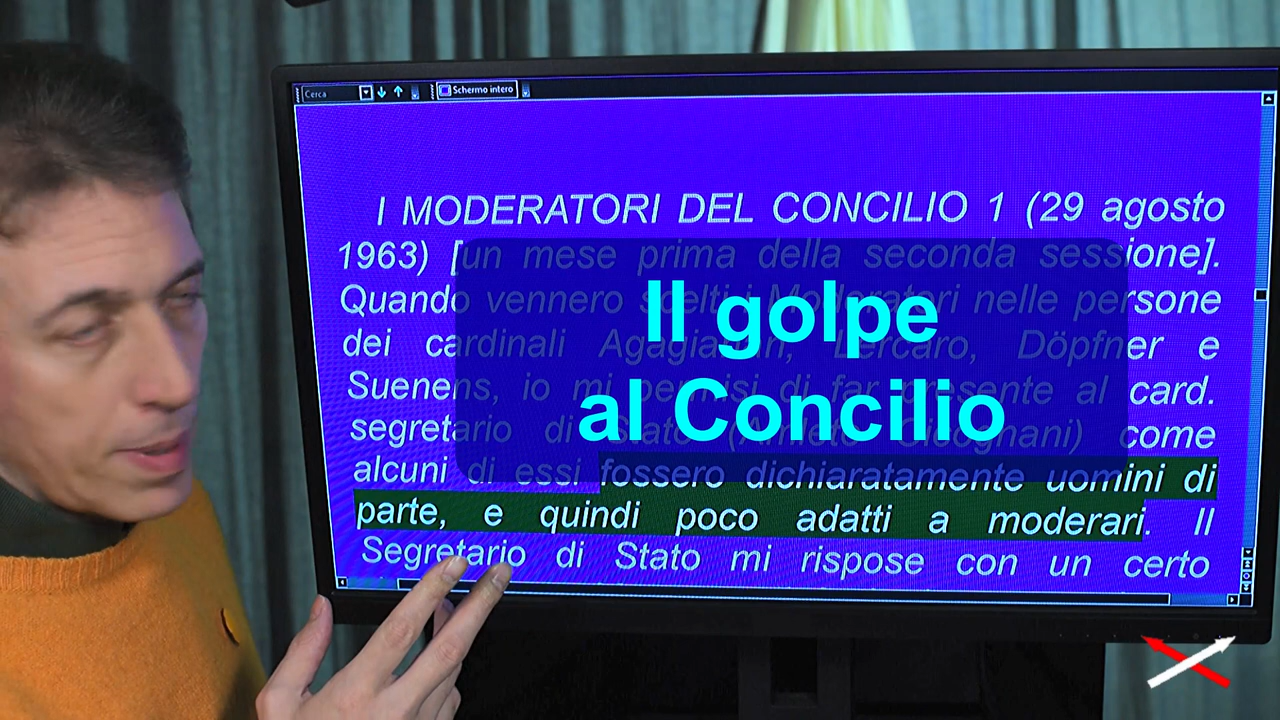 Cerca
Schermo intero
I MODERATORI DEL CONCILIO 1 (29 agosto
1963) [un mese prima della seconda sessione].
Quando vennero scelti i Moderatori nelle persone
dei cardinali Agagianian, Lercaro, Döpfner e
Suenens, io mi permisi di far presente al card.
segretario di Stato (Amleto Cicognani) come
alcuni di essi fossero dichiaratamente uomini di
parte, e quindi poco adatti a moderari. Il
Segretario di Stato mi rispose con un certo
Il golpe
al Concilio